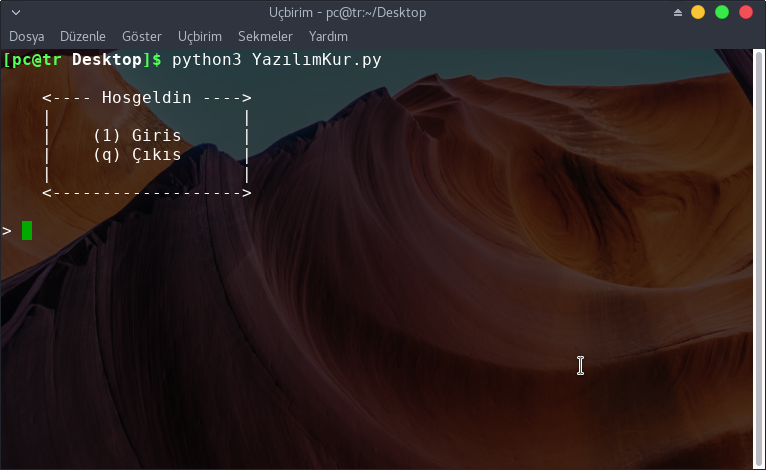 Uçbirim - pc@tr:~/Desktop
Dosya Düzenle Göster Uçbirim Sekmeler Yardım
[pc@tr Desktop]$ python3 YazılımKur.py
<---- Hosgeldin ---->
| |
| (1) Giris |
| (q) Çıkıs |
| |
<------------------->
>